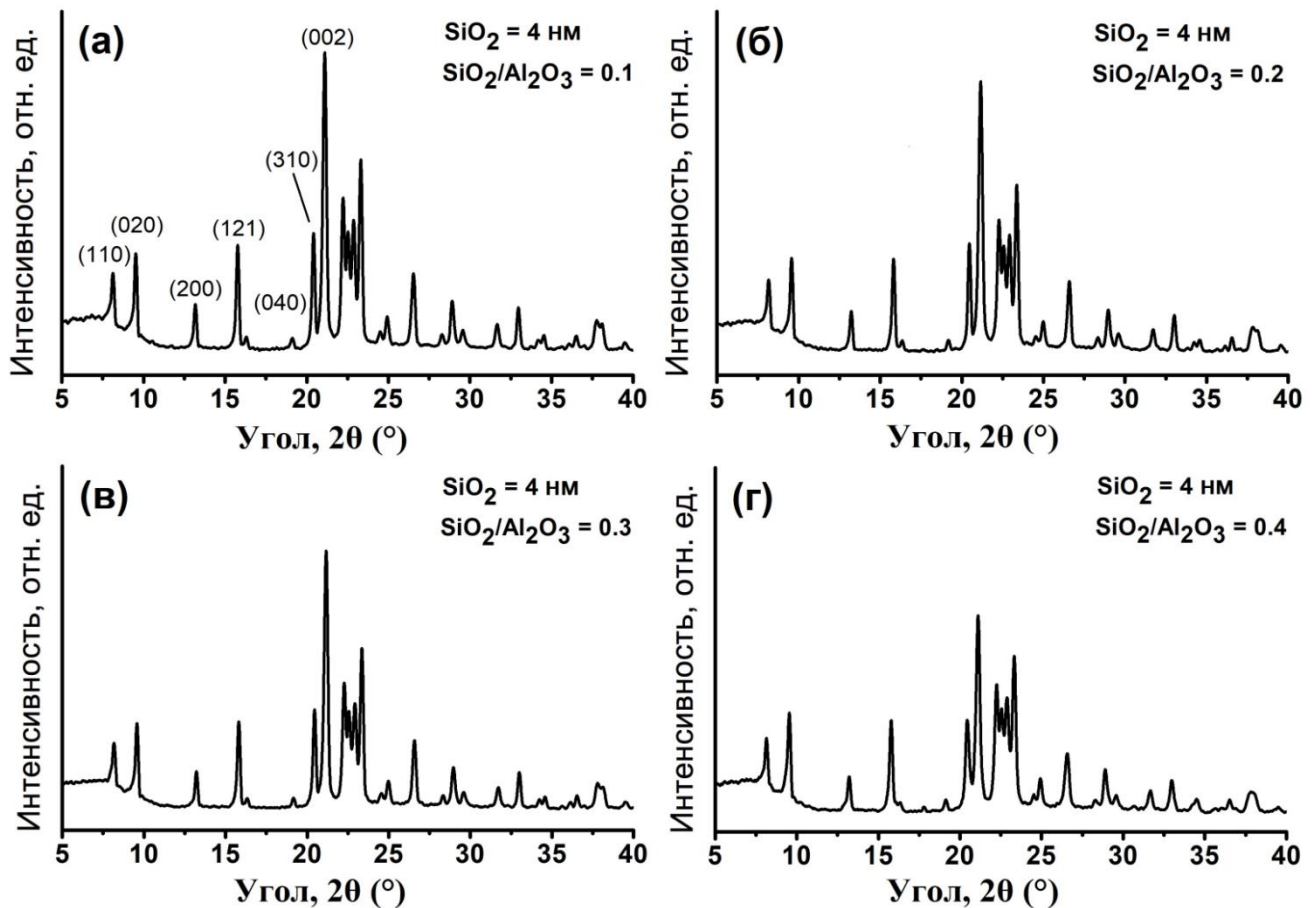 (а)
SiO₂ = 4 нм
SiO₂/Al₂O₃ = 0.1
Интенсивность, отн. ед.
(110)
(020)
(200)
(121)
(040)
(310)
(002)
5 10 15 20 25 30 35 40
Угол, 2θ (°)
(б)
SiO₂ = 4 нм
SiO₂/Al₂O₃ = 0.2
Интенсивность, отн. ед.
5 10 15 20 25 30 35 40
Угол, 2θ (°)
(в)
SiO₂ = 4 нм
SiO₂/Al₂O₃ = 0.3
Интенсивность, отн. ед.
5 10 15 20 25 30 35 40
Угол, 2θ (°)
(г)
SiO₂ = 4 нм
SiO₂/Al₂O₃ = 0.4
Интенсивность, отн. ед.
5 10 15 20 25 30 35 40
Угол, 2θ (°)